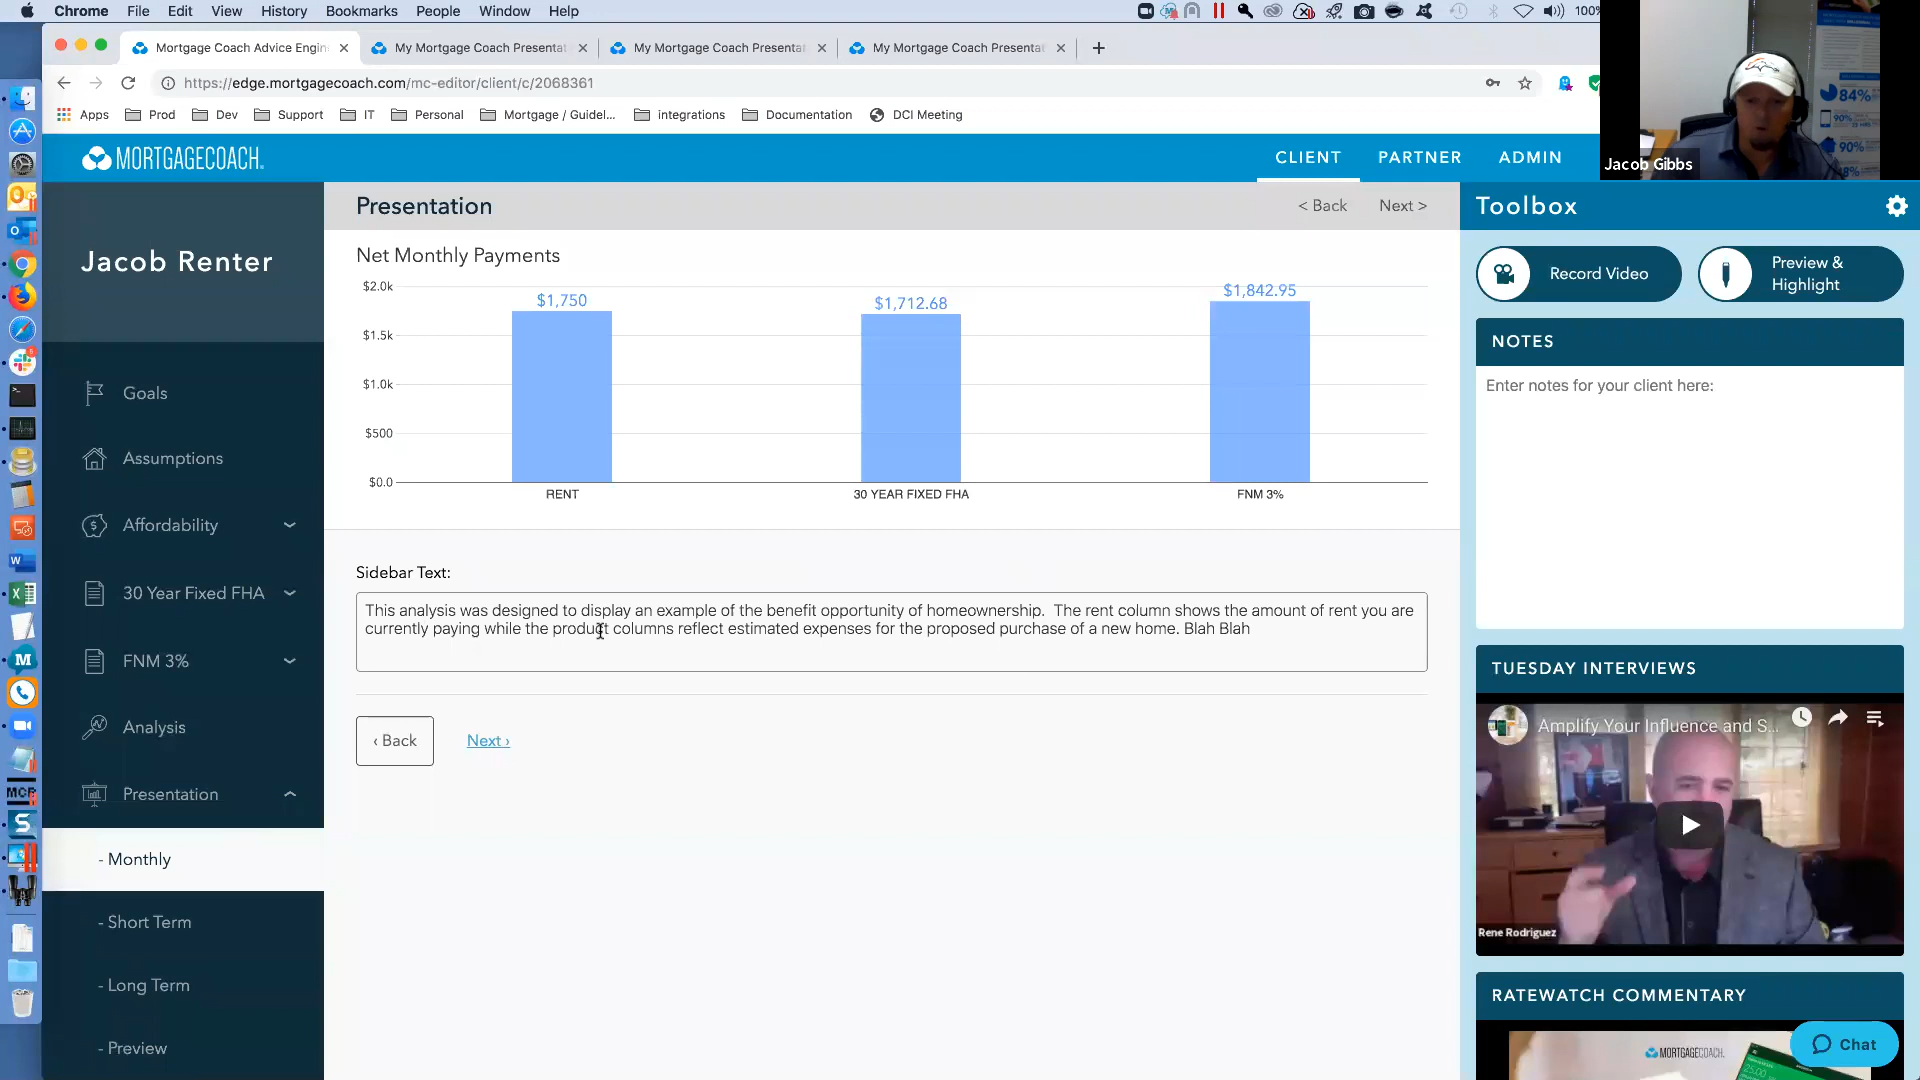 Chrome File Edit View History Bookmarks People Window Help
100%
Mortgage Coach Advice Engin
My Mortgage Coach Presentat
My Mortgage Coach Presentat
My Mortgage Coach Presentat
https://edge.mortgagecoach.com/mc-editor/client/c/2068361
Apps Prod Dev Support IT Personal Mortgage / Guidel... integrations Documentation DCI Meeting
84%
90%
90%
Jacob Gibbs
MORTGAGECOACH.
CLIENT PARTNER ADMIN
Jacob Renter
Goals
Assumptions
Affordability
30 Year Fixed FHA
FNM 3%
Analysis
Presentation
- Monthly
- Short Term
- Long Term
- Preview
Presentation
< Back Next >
Net Monthly Payments
$2.0k
$1.5k
$1.0k
$500
$0.0
$1,750
$1,712.68
$1,842.95
RENT
30 YEAR FIXED FHA
FNM 3%
Sidebar Text:
This analysis was designed to display an example of the benefit opportunity of homeownership. The rent column shows the amount of rent you are
currently paying while the product columns reflect estimated expenses for the proposed purchase of a new home. Blah Blah
‹ Back
Next ›
Toolbox
Record Video
Preview &
Highlight
NOTES
Enter notes for your client here:
TUESDAY INTERVIEWS
Amplify Your Influence and S...
Rene Rodriguez
RATEWATCH COMMENTARY
MORTGAGECOACH.
Chat